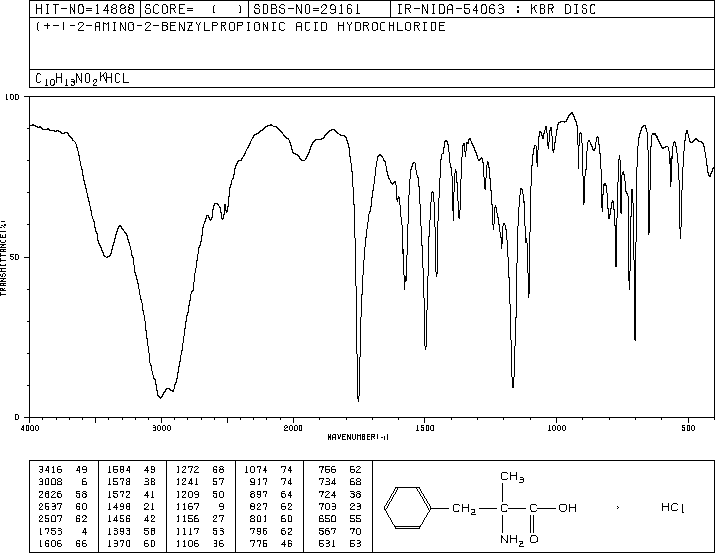 HIT-NO=14888 SCORE= ( ) SDBS-NO=29161 IR-NIDA-54063 : KBR DISC
(+-)-2-AMINO-2-BENZYLPROPIONIC ACID HYDROCHLORIDE
C10H13NO2·HCL
100
TRANSMITTANCE(%)
50
0
4000 3000 2000 1500 1000 500
WAVENUMBER(-1)
3416 49 1584 49 1272 68 1074 74 756 62
3008 6 1578 38 1241 57 917 74 734 68
2626 58 1572 41 1209 50 897 64 724 38
2537 60 1498 21 1167 9 827 62 703 23
2507 62 1456 42 1156 27 801 60 650 55
1753 4 1393 58 1117 53 796 62 567 70
1606 66 1370 60 1106 36 776 46 531 53
CH3
CH2 C C OH · HCl
NH2 O